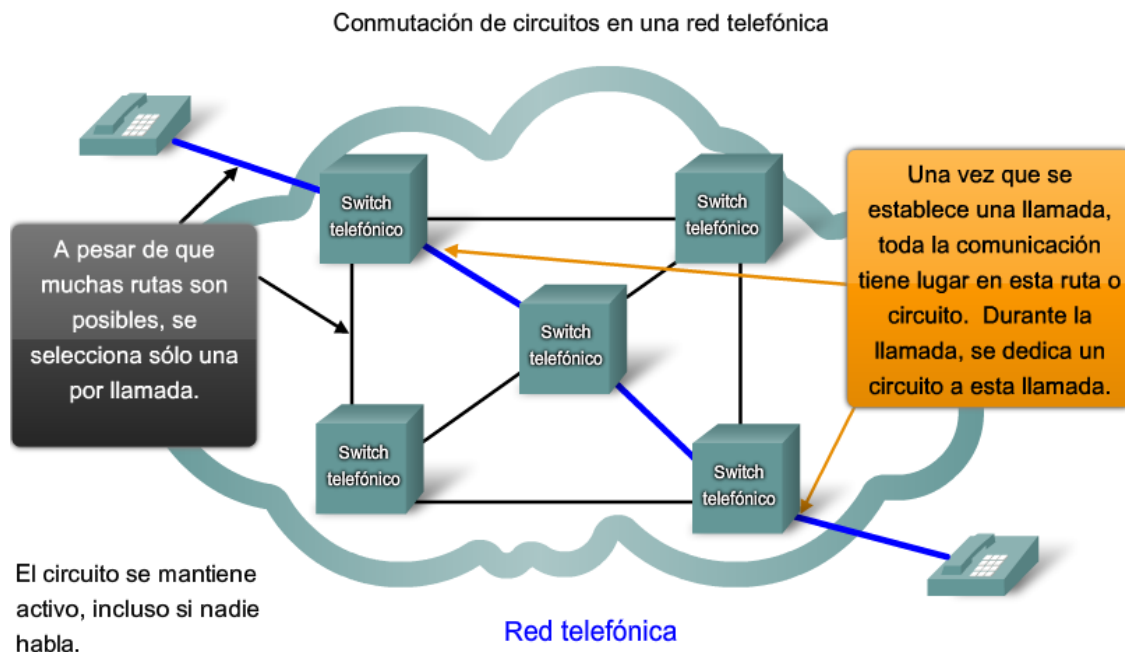 Conmutación de circuitos en una red telefónica
Switch
telefónico
Switch
telefónico
A pesar de que
muchas rutas son
posibles, se
selecciona sólo una
por llamada.
Una vez que se
establece una llamada,
toda la comunicación
tiene lugar en esta ruta o
circuito. Durante la
llamada, se dedica un
circuito a esta llamada.
Switch
telefónico
Switch
telefónico
Switch
telefónico
El circuito se mantiene
activo, incluso si nadie
habla.
Red telefónica